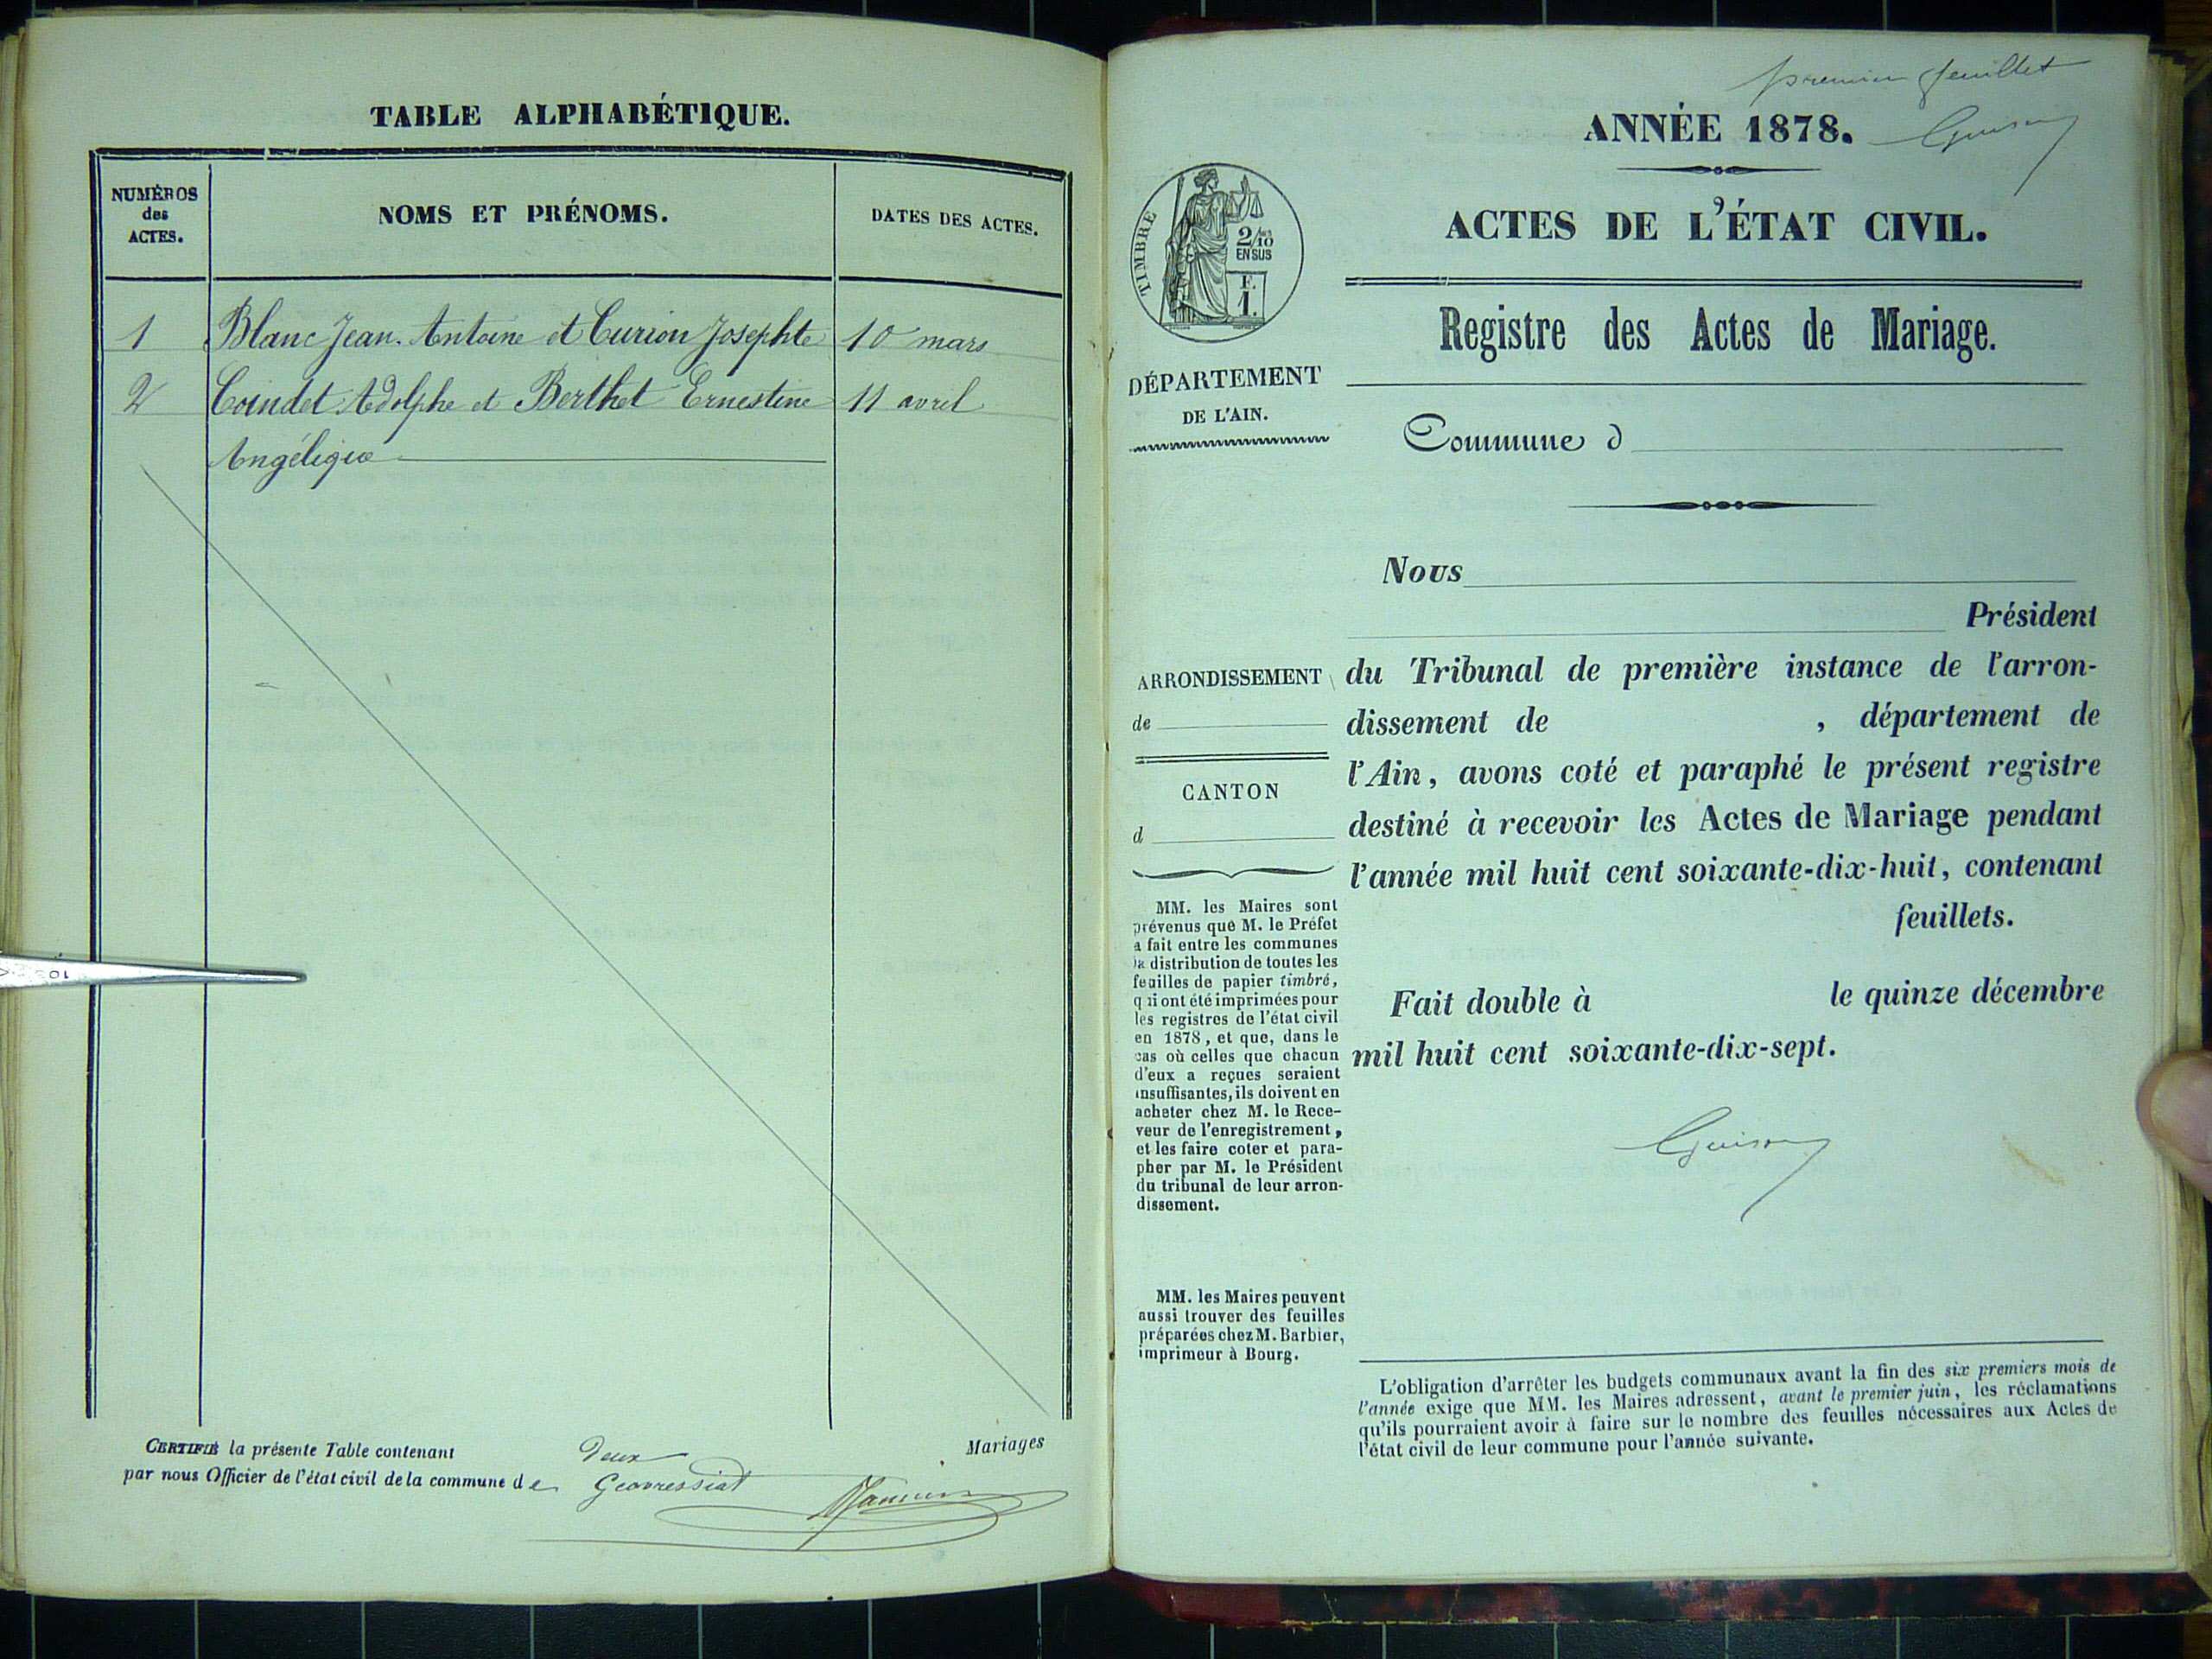 TABLE ALPHABÉTIQUE.
NUMÉROS
des
ACTES.
NOMS ET PRÉNOMS.
DATES DES ACTES.
1 Blanc Jean-Antoine et Curion Josephte 10 mars
2 Coindet Adolphe et Berthet Ernestine 11 avril
Angéliqua
CERTIFIÉ la présente Table contenant deux Mariages
par nous Officier de l'état civil de la commune de Geovressiat
premier feuillet
ANNÉE 1878.
TIMBRE
2/10
EN SUS
F.
1.
ACTES DE L'ÉTAT CIVIL.
Registre des Actes de Mariage.
DÉPARTEMENT
DE L'AIN.
Commune d
Nous
Président
ARRONDISSEMENT
de
CANTON
d
du Tribunal de première instance de l'arron-
dissement de , département de
l'Ain, avons coté et paraphé le présent registre
destiné à recevoir les Actes de Mariage pendant
l'année mil huit cent soixante-dix-huit, contenant
feuillets.
Fait double à le quinze décembre
mil huit cent soixante-dix-sept.
MM. les Maires sont
prévenus que M. le Préfet
a fait entre les communes
la distribution de toutes les
feuilles de papier timbré,
qui ont été imprimées pour
les registres de l'état civil
en 1878, et que, dans le
cas où celles que chacun
d'eux a reçues seraient
insuffisantes, ils doivent en
acheter chez M. le Rece-
veur de l'enregistrement,
et les faire coter et para-
pher par M. le Président
du tribunal de leur arron-
dissement.
MM. les Maires peuvent
aussi trouver des feuilles
préparées chez M. Barbier,
imprimeur à Bourg.
L'obligation d'arrêter les budgets communaux avant la fin des six premiers mois de
l'année exige que MM. les Maires adressent, avant le premier juin, les réclamations
qu'ils pourraient avoir à faire sur le nombre des feuilles nécessaires aux Actes de
l'état civil de leur commune pour l'année suivante.